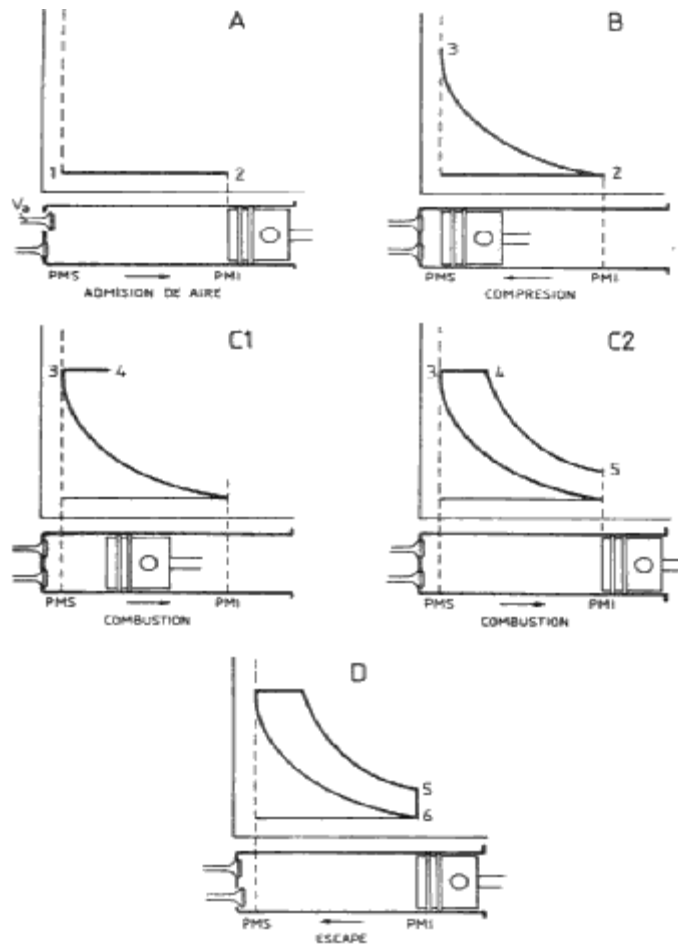 A
1 2
Va
PMS PMI
ADMISION DE AIRE
B
3
2
PMS PMI
COMPRESION
C1
3 4
PMS PMI
COMBUSTION
C2
3 4
5
PMS PMI
COMBUSTION
D
5
6
PMS PMI
ESCAPE